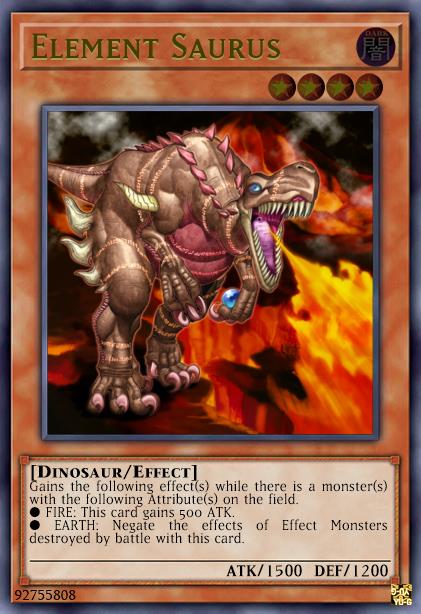 ELEMENT SAURUS
DARK
闇
[DINOSAUR/EFFECT]
Gains the following effect(s) while there is a monster(s)
with the following Attribute(s) on the field.
● FIRE: This card gains 500 ATK.
● EARTH: Negate the effects of Effect Monsters
destroyed by battle with this card.
ATK/1500 DEF/1200
92755808